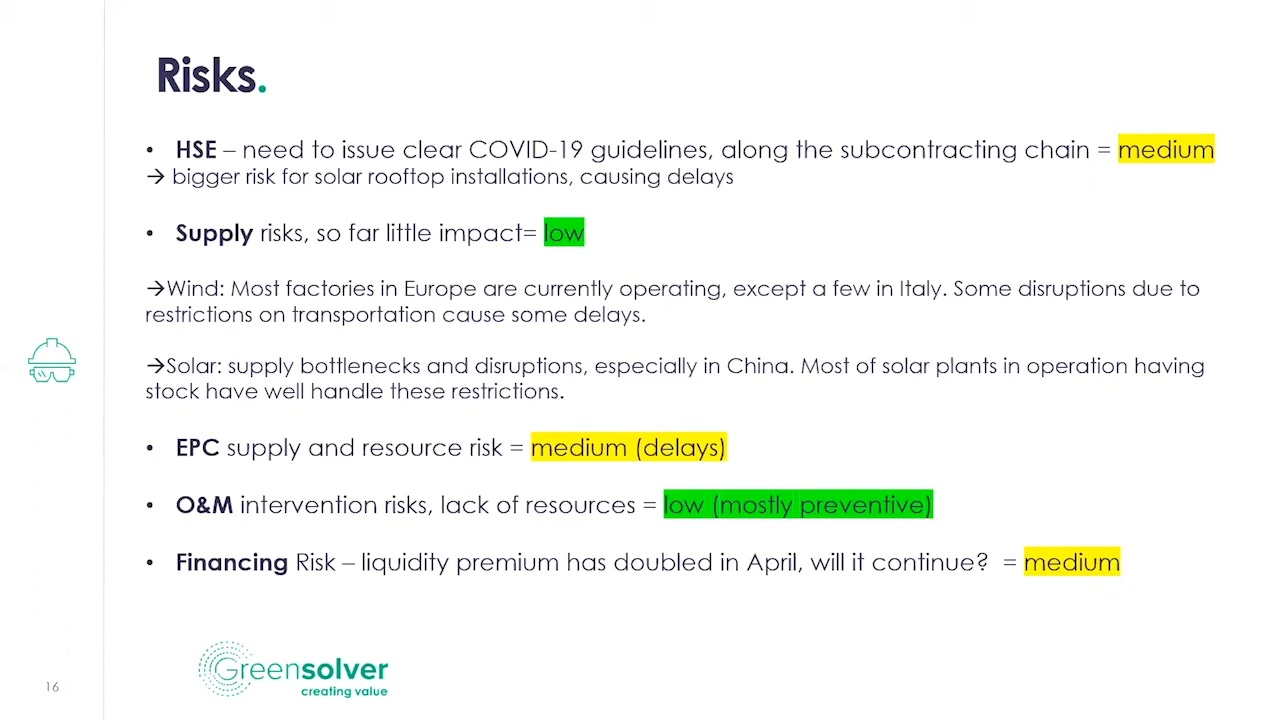 Risks.
• HSE – need to issue clear COVID-19 guidelines, along the subcontracting chain = medium
→ bigger risk for solar rooftop installations, causing delays
• Supply risks, so far little impact= low
→Wind: Most factories in Europe are currently operating, except a few in Italy. Some disruptions due to
restrictions on transportation cause some delays.
→Solar: supply bottlenecks and disruptions, especially in China. Most of solar plants in operation having
stock have well handle these restrictions.
• EPC supply and resource risk = medium (delays)
• O&M intervention risks, lack of resources = low (mostly preventive)
• Financing Risk – liquidity premium has doubled in April, will it continue? = medium
Greensolver
creating value
16